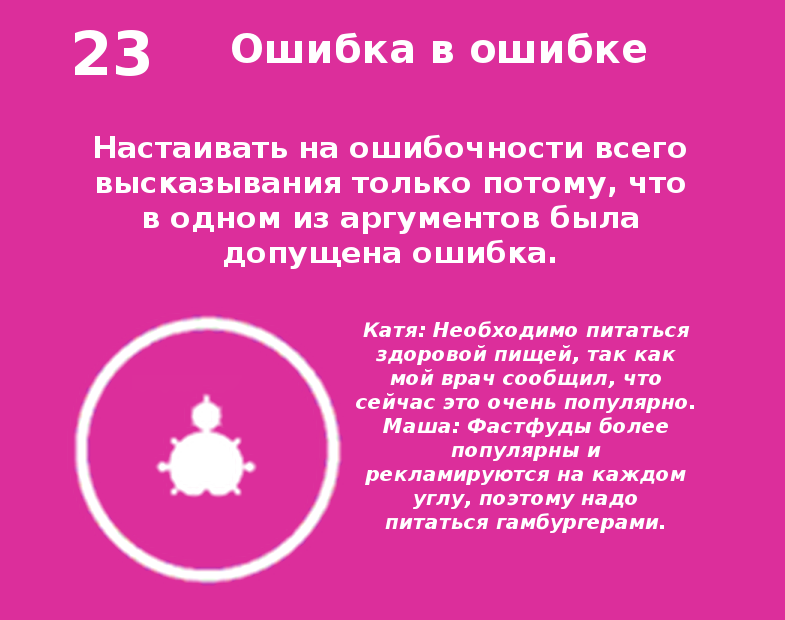 23
Ошибка в ошибке
Настаивать на ошибочности всего
высказывания только потому, что
в одном из аргументов была
допущена ошибка.
Катя: Необходимо питаться
здоровой пищей, так как
мой врач сообщил, что
сейчас это очень популярно.
Маша: Фастфуды более
популярны и
рекламируются на каждом
углу, поэтому надо
питаться гамбургерами.